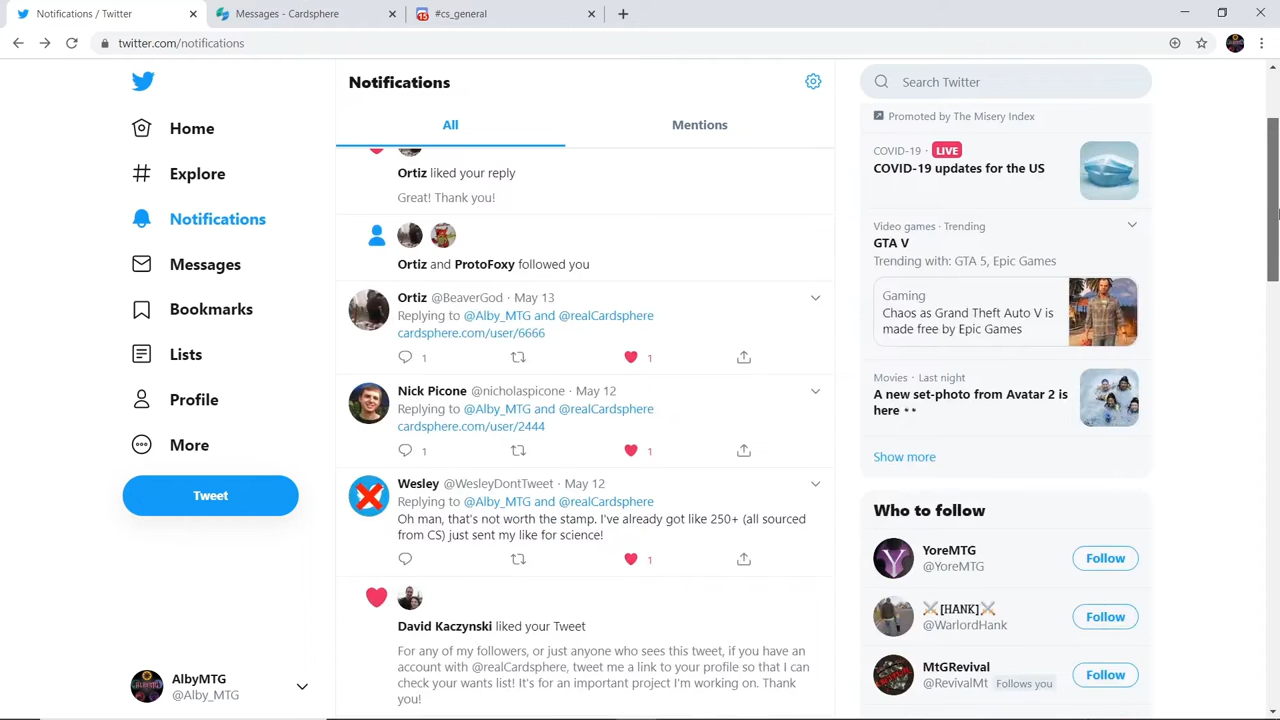 Notifications / Twitter
Messages - Cardsphere
15
#cs_general
twitter.com/notifications
Notifications
Search Twitter
All
Mentions
Home
Explore
Notifications
Messages
Bookmarks
Lists
Profile
More
Tweet
AlbyMTG
@Alby_MTG
Ortiz liked your reply
Great! Thank you!
Ortiz and ProtoFoxy followed you
Ortiz @BeaverGod · May 13
Replying to @Alby_MTG and @realCardsphere
cardsphere.com/user/6666
1
1
Nick Picone @nicholaspicone · May 12
Replying to @Alby_MTG and @realCardsphere
cardsphere.com/user/2444
1
1
Wesley @WesleyDontTweet · May 12
Replying to @Alby_MTG and @realCardsphere
Oh man, that's not worth the stamp. I've already got like 250+ (all sourced
from CS) just sent my like for science!
1
David Kaczynski liked your Tweet
For any of my followers, or just anyone who sees this tweet, if you have an
account with @realCardsphere, tweet me a link to your profile so that I can
check your wants list! It's for an important project I'm working on. Thank
you!
Promoted by The Misery Index
COVID-19 · LIVE
COVID-19 updates for the US
Video games · Trending
GTA V
Trending with: GTA 5, Epic Games
Gaming
Chaos as Grand Theft Auto V is
made free by Epic Games
Movies · Last night
A new set-photo from Avatar 2 is
here 👀
Show more
Who to follow
YoreMTG
@YoreMTG
Follow
⚔[HANK]⚔
@WarlordHank
Follow
MtGRevival
@RevivalMt Follows you
Follow